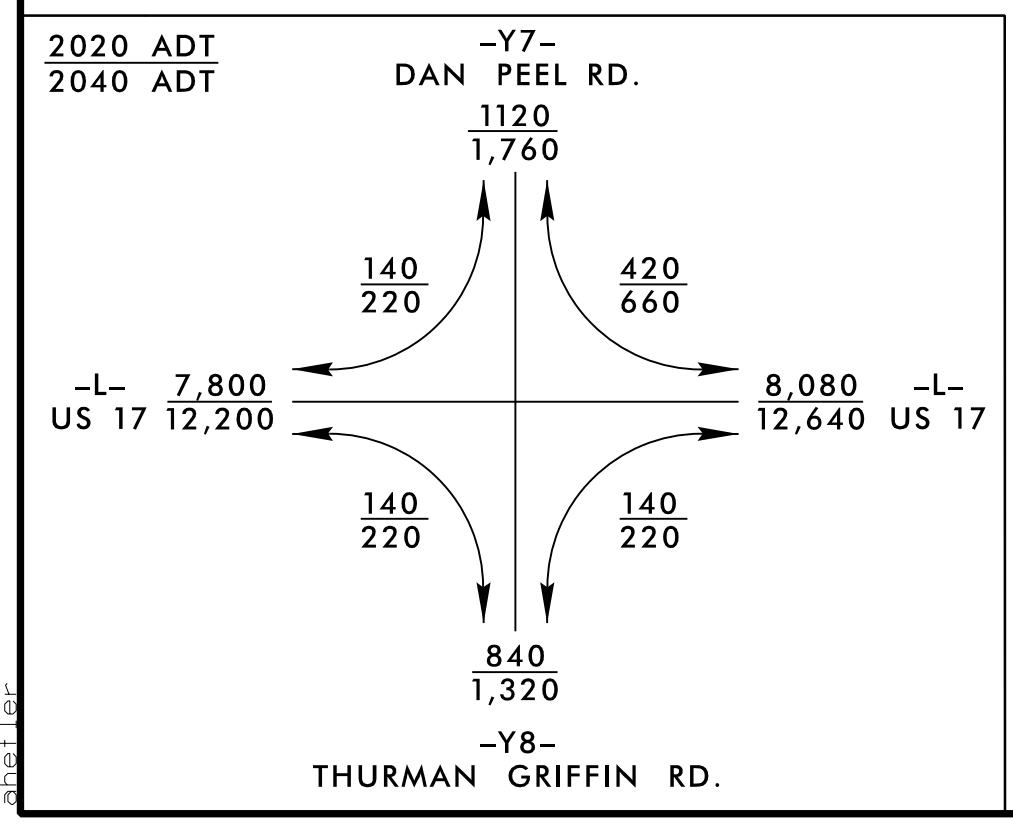 2020 ADT
2040 ADT
–Y7–
DAN PEEL RD.
1120
1,760
140
220
420
660
–L– 7,800
US 17 12,200
8,080 –L–
12,640 US 17
140
220
140
220
840
1,320
–Y8–
THURMAN GRIFFIN RD.
ahefler